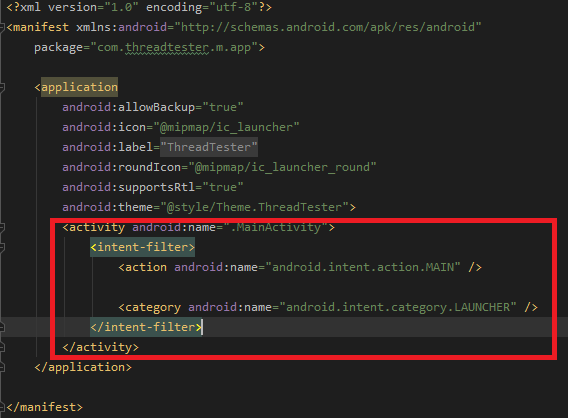 <?xml version="1.0" encoding="utf-8"?>
<manifest xmlns:android="http://schemas.android.com/apk/res/android"
package="com.threadtester.m.app">
<application
android:allowBackup="true"
android:icon="@mipmap/ic_launcher"
android:label="ThreadTester"
android:roundIcon="@mipmap/ic_launcher_round"
android:supportsRtl="true"
android:theme="@style/Theme.ThreadTester">
<activity android:name=".MainActivity">
<intent-filter>
<action android:name="android.intent.action.MAIN" />
<category android:name="android.intent.category.LAUNCHER" />
</intent-filter>
</activity>
</application>
</manifest>